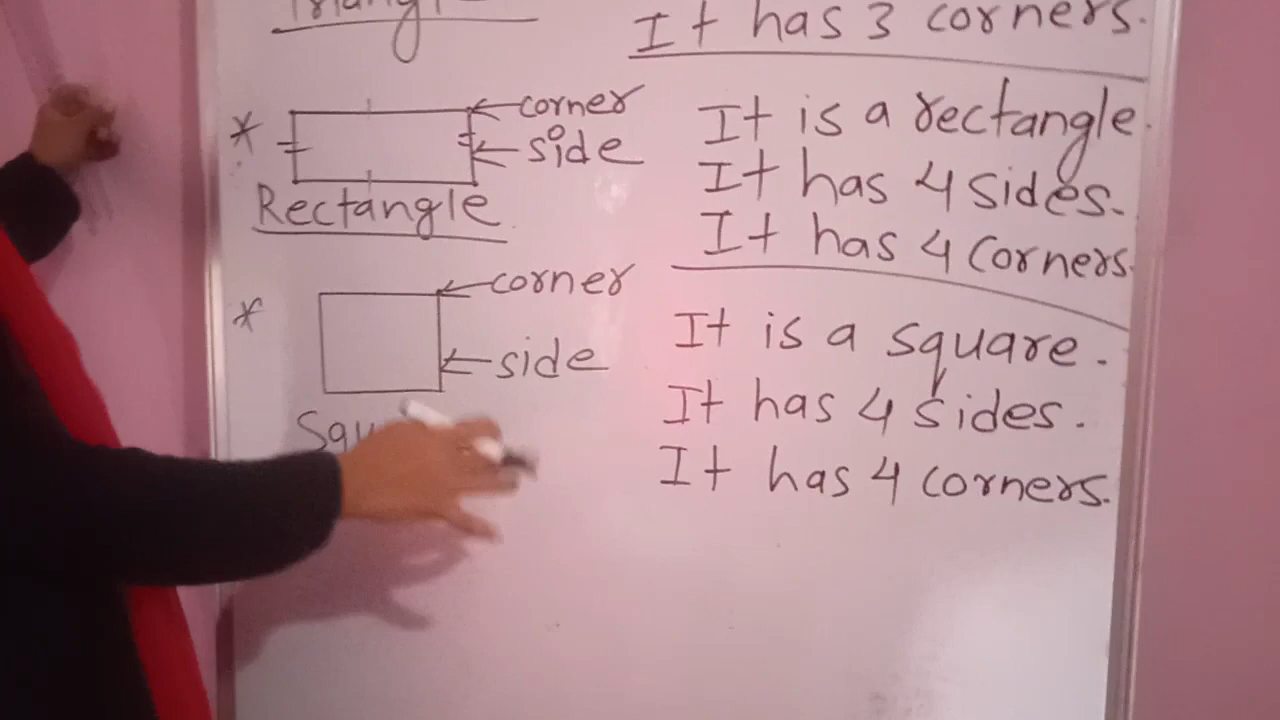 Triangle
It has 3 corners.
* corner
side
Rectangle
It is a rectangle.
It has 4 sides.
It has 4 corners.
* corner
side
It is a square.
It has 4 sides.
It has 4 corners.